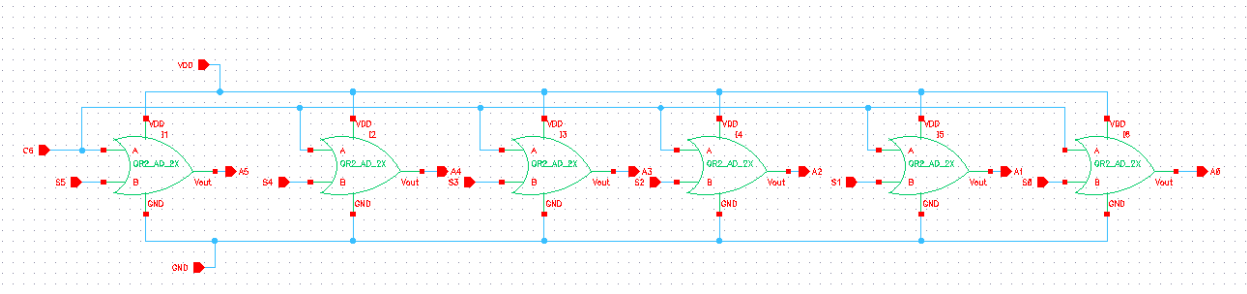 VDD
VDD VDD VDD VDD VDD VDD
I1 I2 I3 I4 I5 I6
C6 A A A A A A
OR2_AD_2X OR2_AD_2X OR2_AD_2X OR2_AD_2X OR2_AD_2X OR2_AD_2X
A5 A4 A3 A2 A1 A0
S5 B Vout S4 B Vout S3 B Vout S2 B Vout S1 B Vout S0 B Vout
GND GND GND GND GND GND
GND